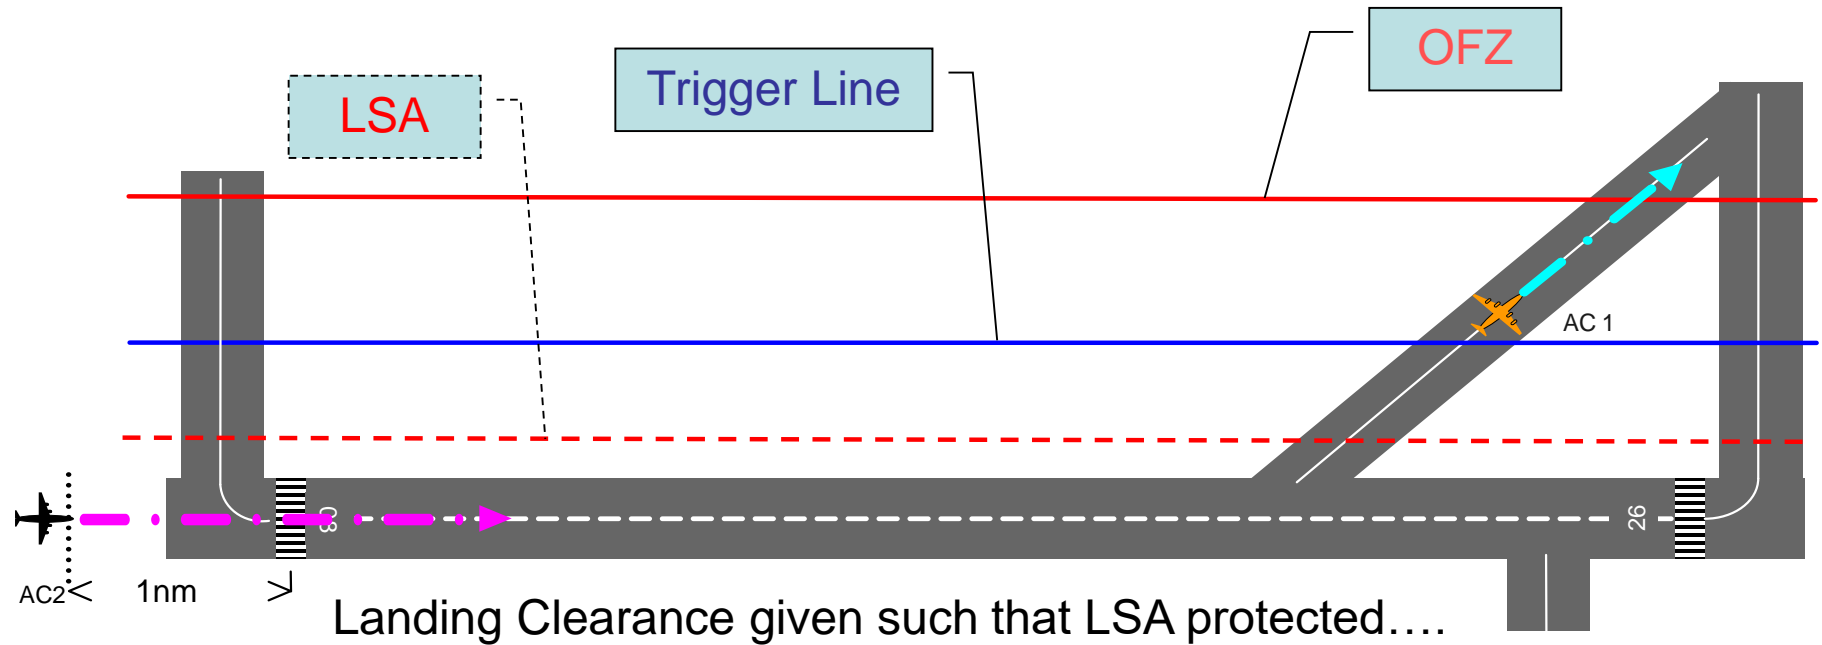 OFZ
Trigger Line
LSA
AC 1
08
26
AC2
1nm
Landing Clearance given such that LSA protected....